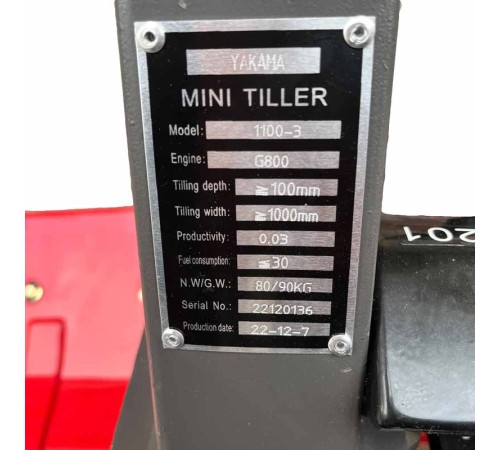 YAKAMA
MINI TILLER
Model: 1100-3
Engine: G800
Tilling depth: ≥100mm
Tilling width: ≥1000mm
Productivity: 0.03
Fuel consumption: ≤30
N.W/G.W.: 80/90KG
Serial No.: 22120136
Production date: 22-12-7
201